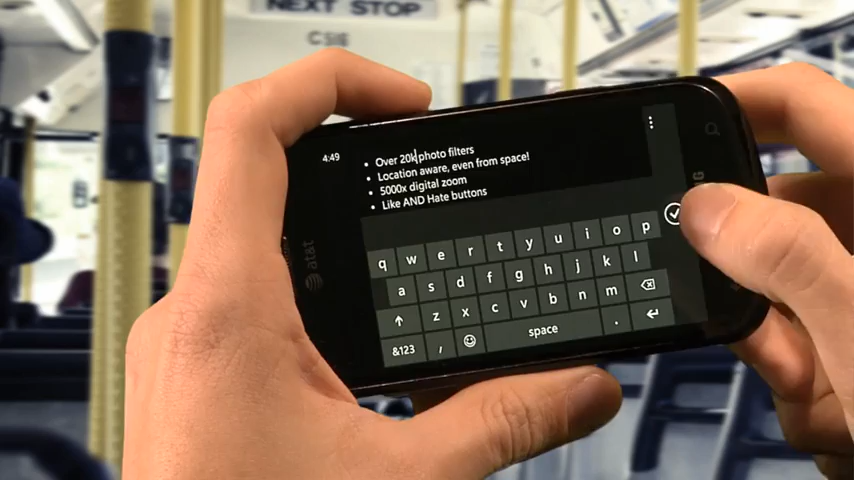 NEXT STOP
4:49
• Over 20k photo filters
• Location aware, even from space!
• 5000x digital zoom
• Like AND Hate buttons
at&t
q w e r t y u i o p
a s d f g h j k l
z x c v b n m
&123 , space .